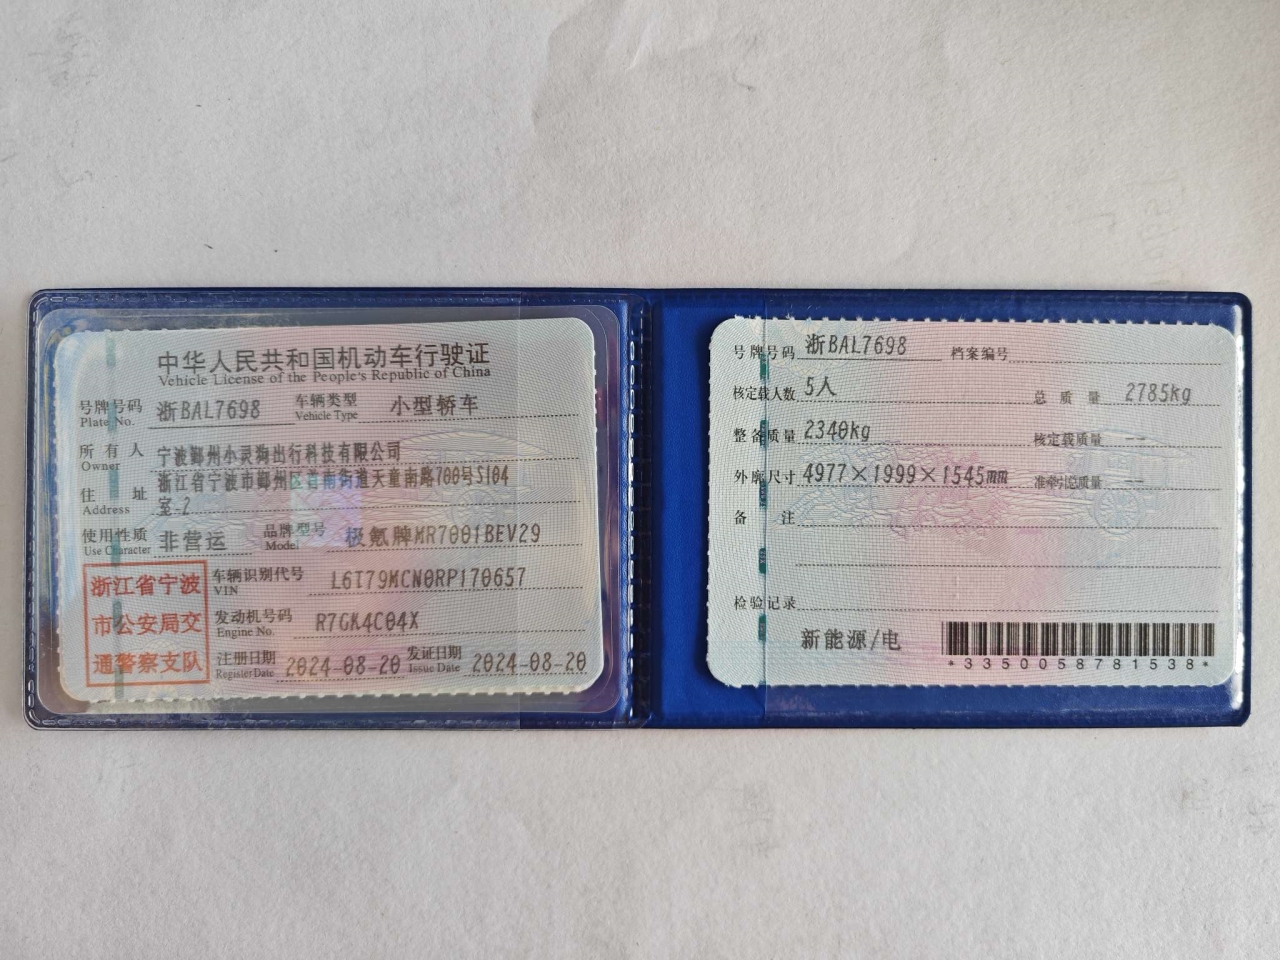 中华人民共和国机动车行驶证
Vehicle License of the People's Republic of China
号牌号码 浙BAL7698 车辆类型 小型轿车
Plate No. Vehicle Type
所有人 宁波鄞州小灵狗出行科技有限公司
Owner
住址 浙江省宁波市鄞州区首南街道天童南路700号S104
Address 室-2
使用性质 非营运 品牌型号 极氪牌MR7001BEV29
Use Character Model
浙江省宁波
市公安局交
通警察支队
车辆识别代号 L6T79MCN0RP170657
VIN
发动机号码 R7GK4C04X
Engine No.
注册日期 2024-08-20 发证日期 2024-08-20
Register Date Issue Date
号牌号码 浙BAL7698 档案编号
核定载人数 5人 总质量 2785kg
整备质量 2340kg 核定载质量 --
外廓尺寸 4977×1999×1545mm 准牵引总质量 --
备注
检验记录
新能源/电
*3350058781538*